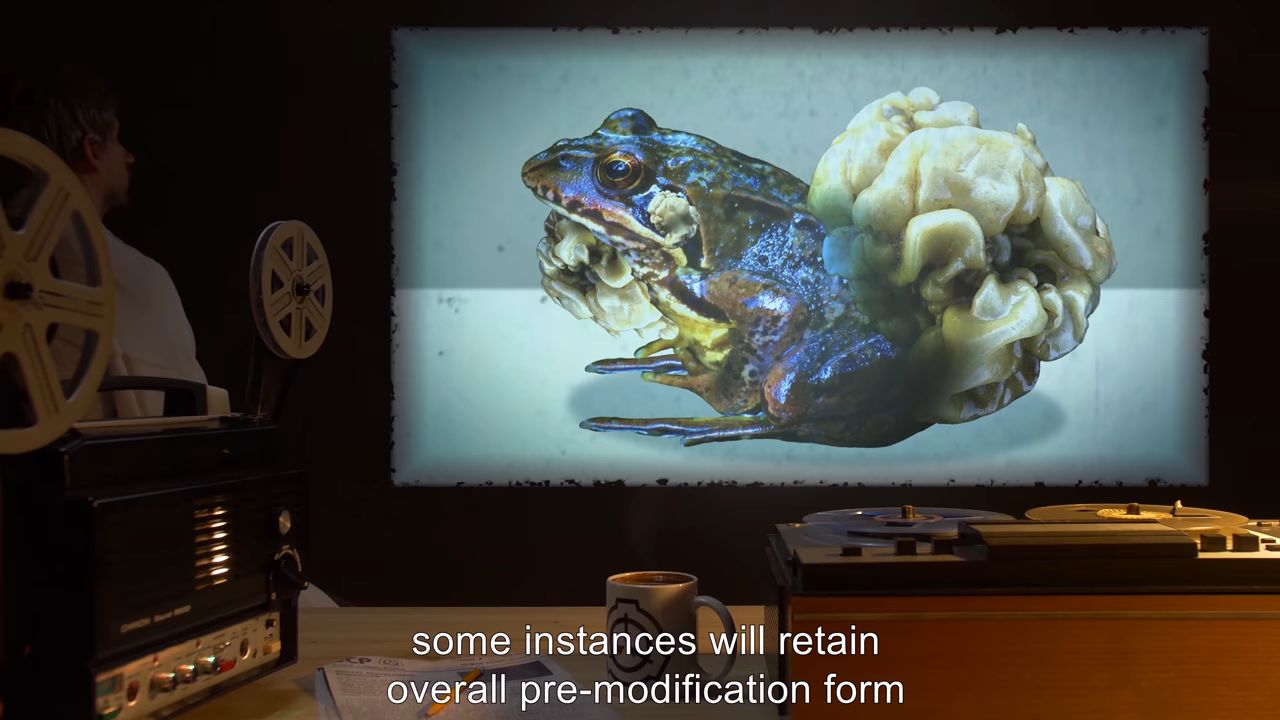 some instances will retain
overall pre-modification form